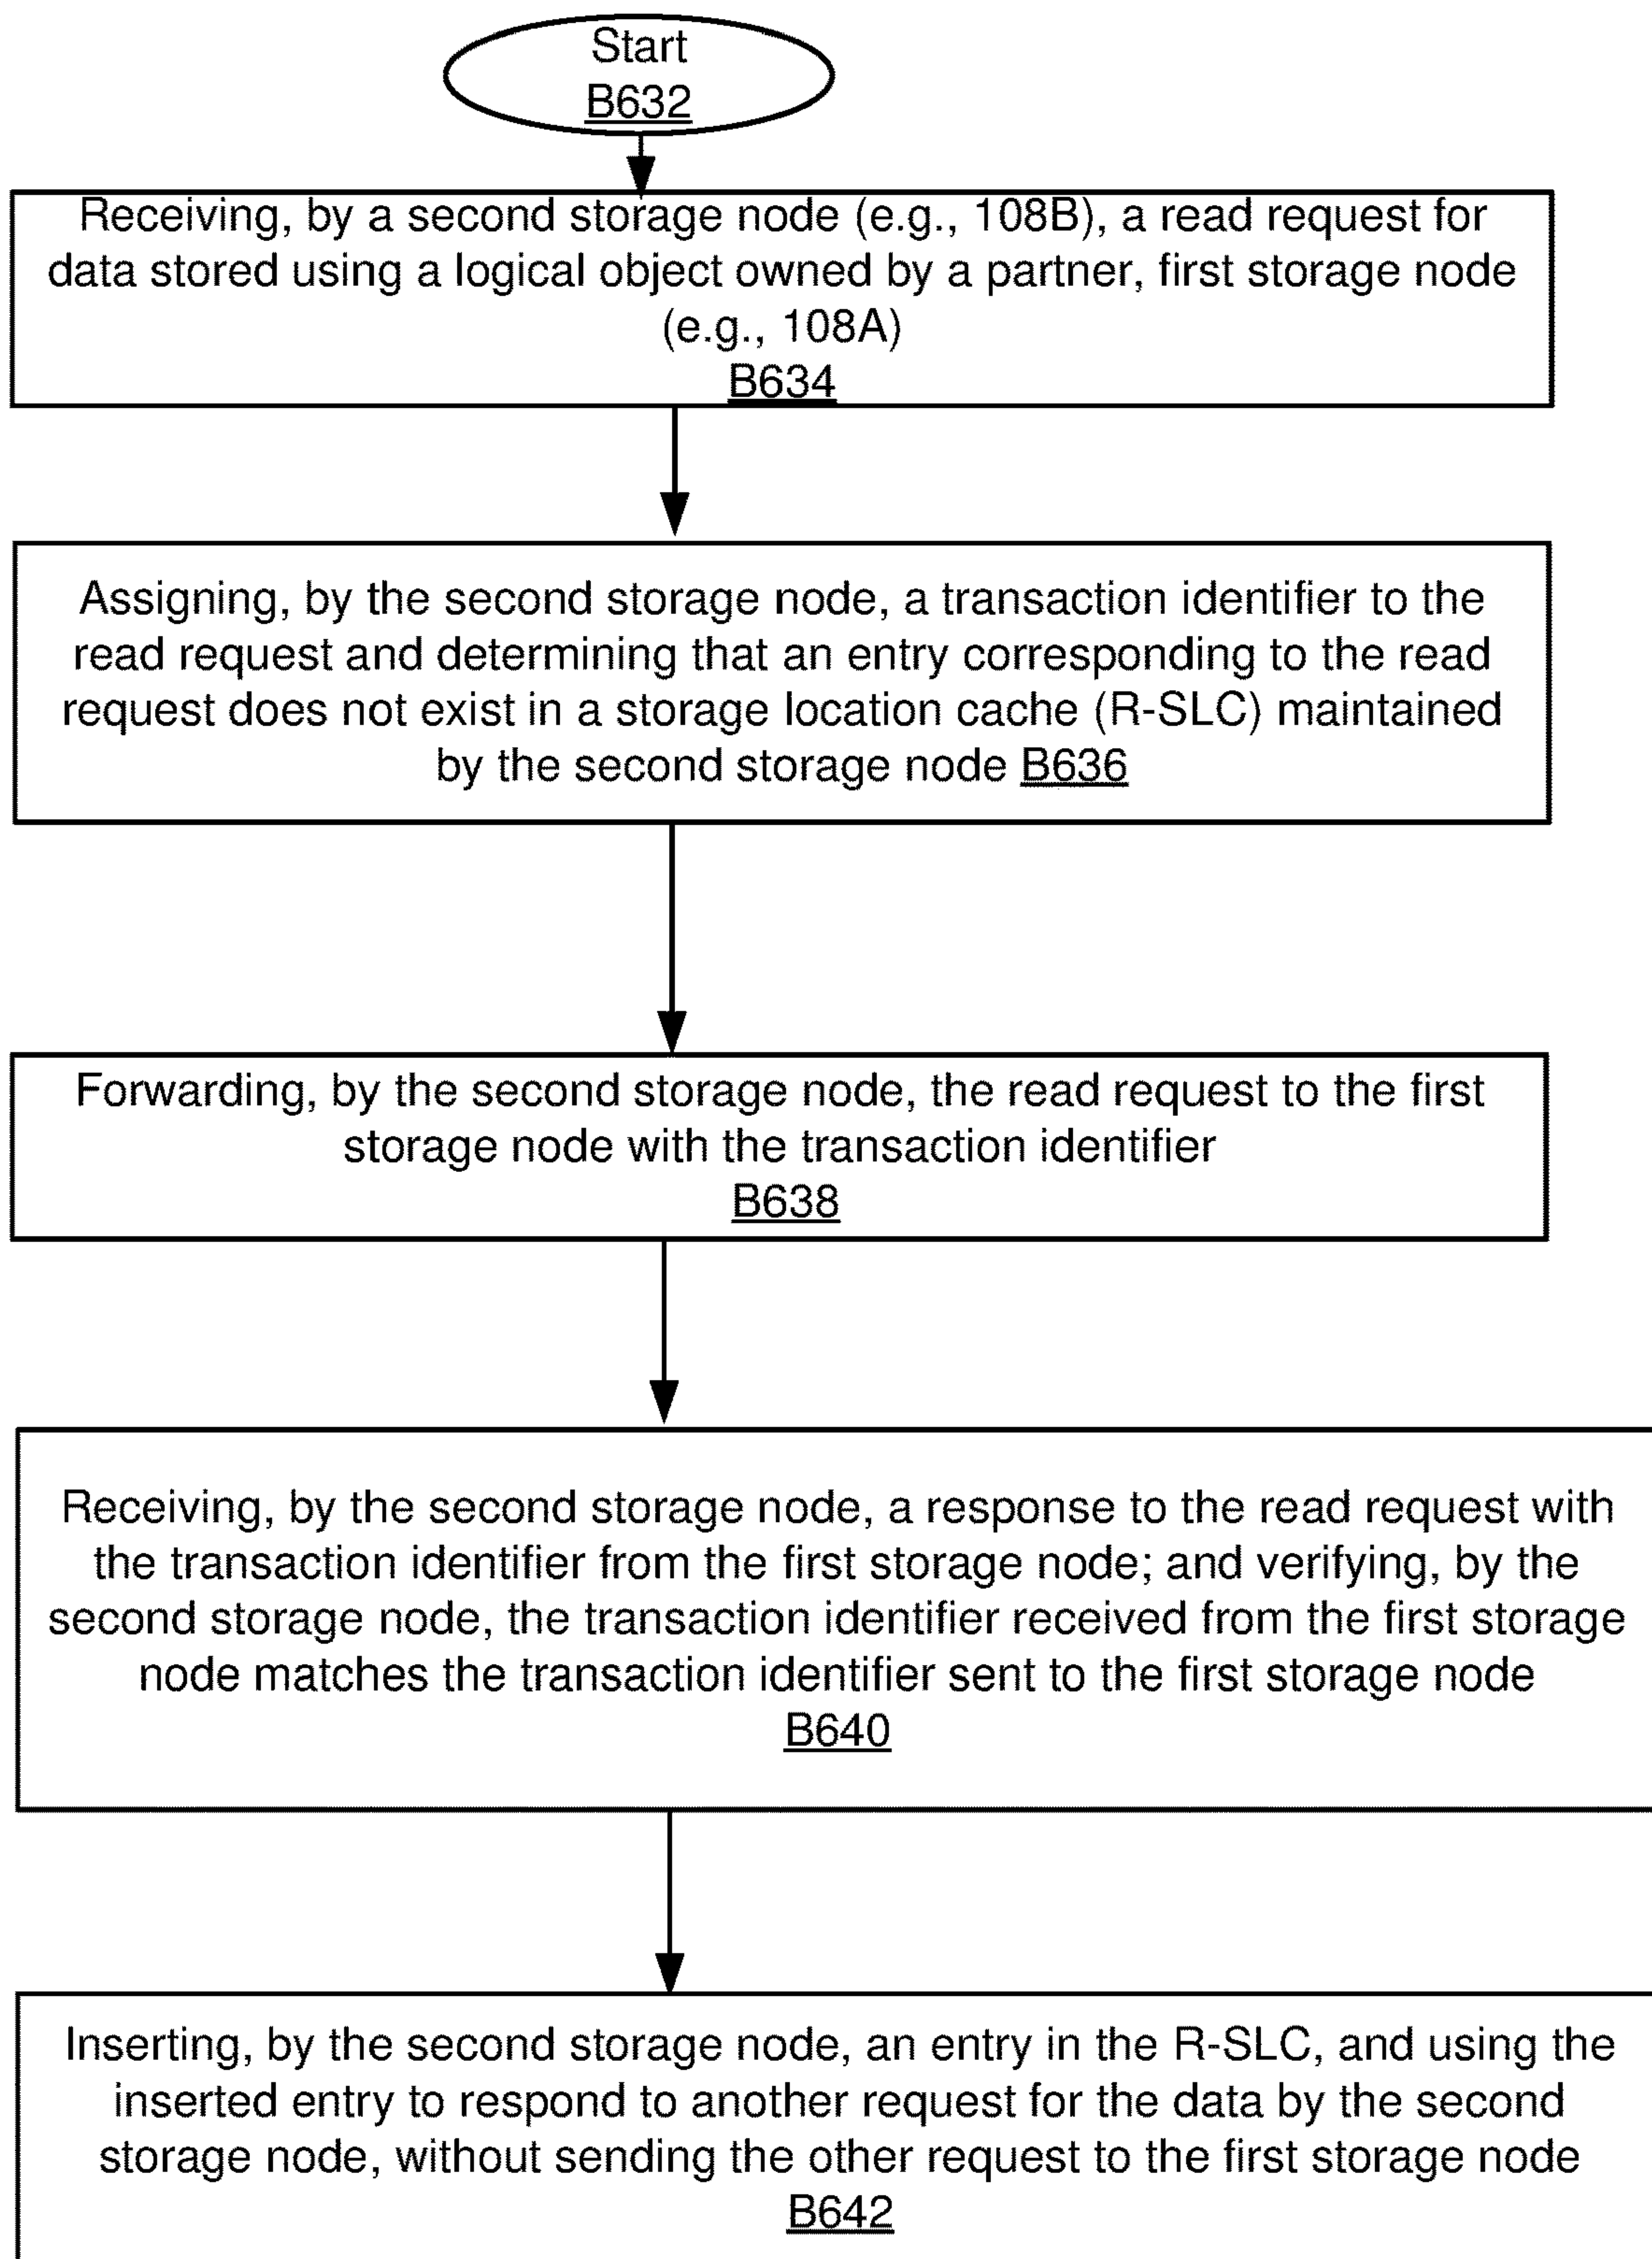 Start
B632
Receiving, by a second storage node (e.g., 108B), a read request for
data stored using a logical object owned by a partner, first storage node
(e.g., 108A)
B634
Assigning, by the second storage node, a transaction identifier to the
read request and determining that an entry corresponding to the read
request does not exist in a storage location cache (R-SLC) maintained
by the second storage node B636
Forwarding, by the second storage node, the read request to the first
storage node with the transaction identifier
B638
Receiving, by the second storage node, a response to the read request with
the transaction identifier from the first storage node; and verifying, by the
second storage node, the transaction identifier received from the first storage
node matches the transaction identifier sent to the first storage node
B640
Inserting, by the second storage node, an entry in the R-SLC, and using the
inserted entry to respond to another request for the data by the second
storage node, without sending the other request to the first storage node
B642